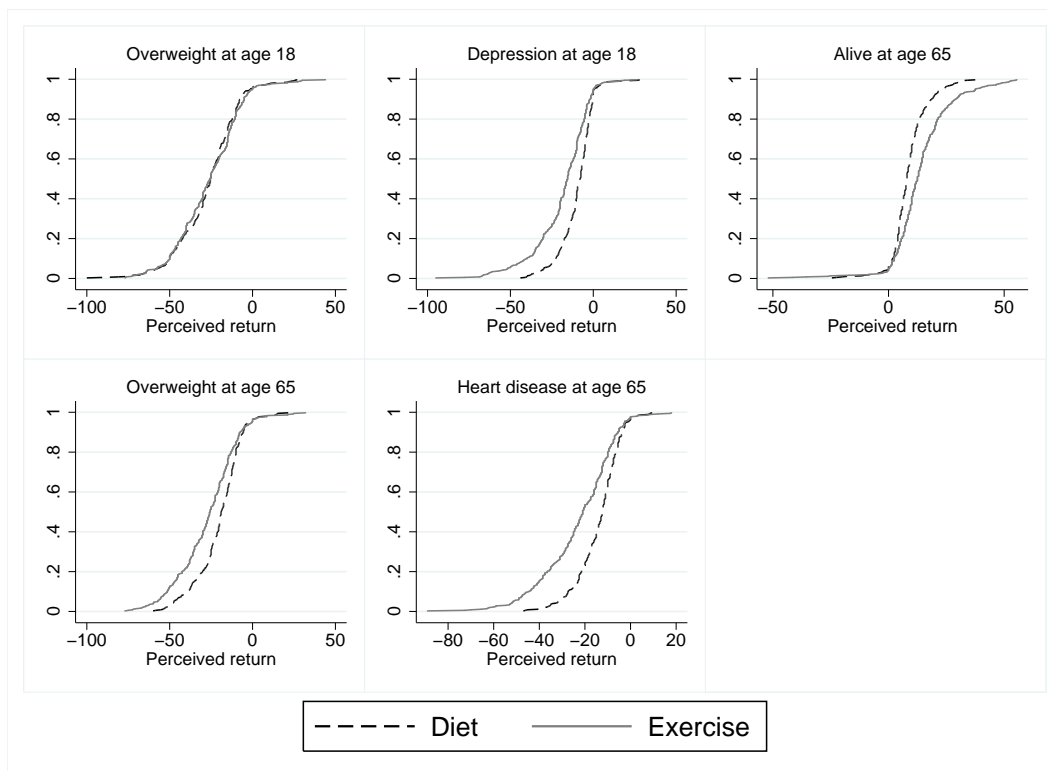 Overweight at age 18
1
.8
.6
.4
.2
0
−100 −50 0 50
Perceived return
Depression at age 18
1
.8
.6
.4
.2
0
−100 −50 0 50
Perceived return
Alive at age 65
1
.8
.6
.4
.2
0
−50 0 50
Perceived return
Overweight at age 65
1
.8
.6
.4
.2
0
−100 −50 0 50
Perceived return
Heart disease at age 65
1
.8
.6
.4
.2
0
−80 −60 −40 −20 0 20
Perceived return
Diet Exercise